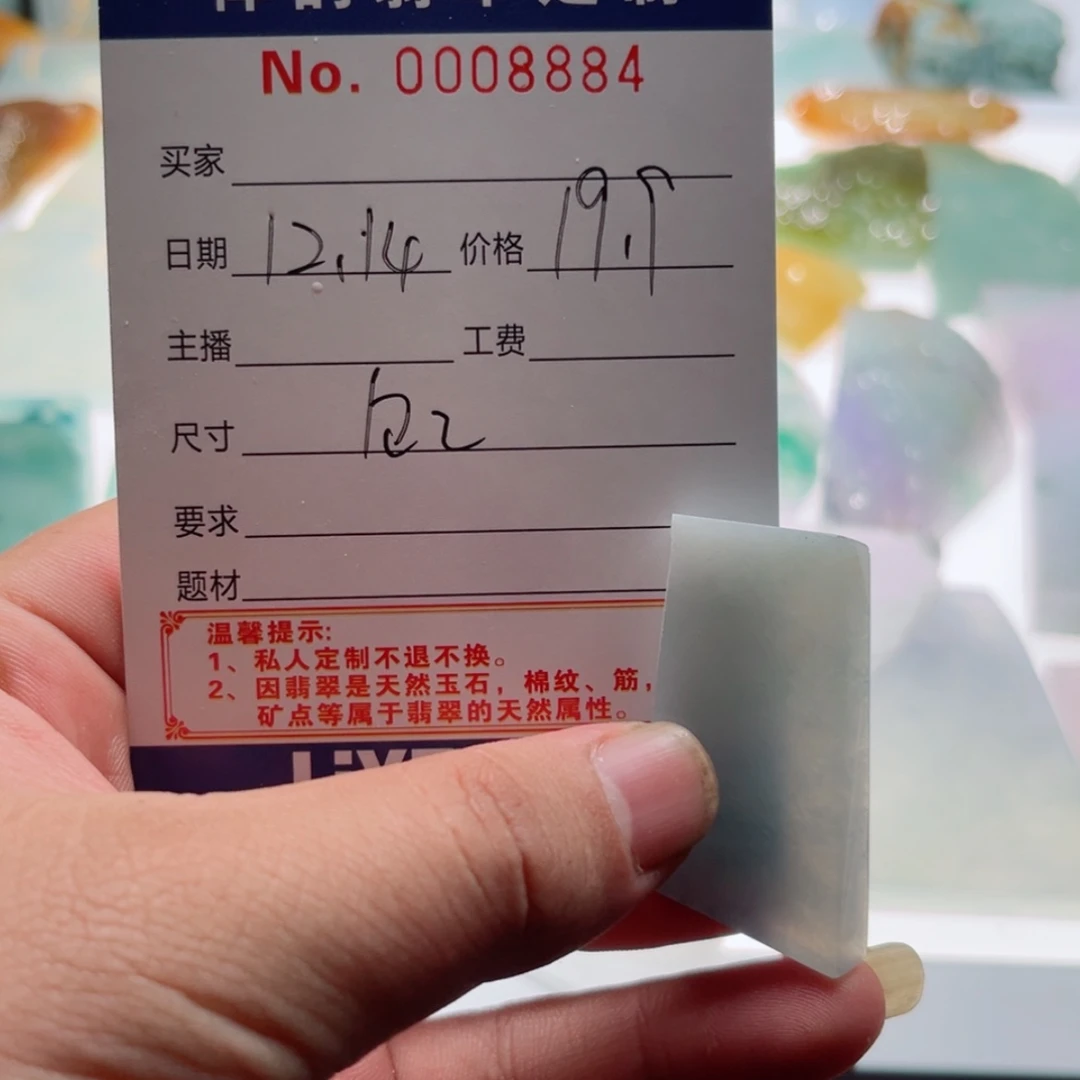 No. 0008884
买家
日期 12.14 价格 19.9
主播 工费
尺寸
要求
题材
温馨提示:
1、私人定制不退不换。
2、因翡翠是天然玉石，棉纹、筋，
矿点等属于翡翠的天然属性。